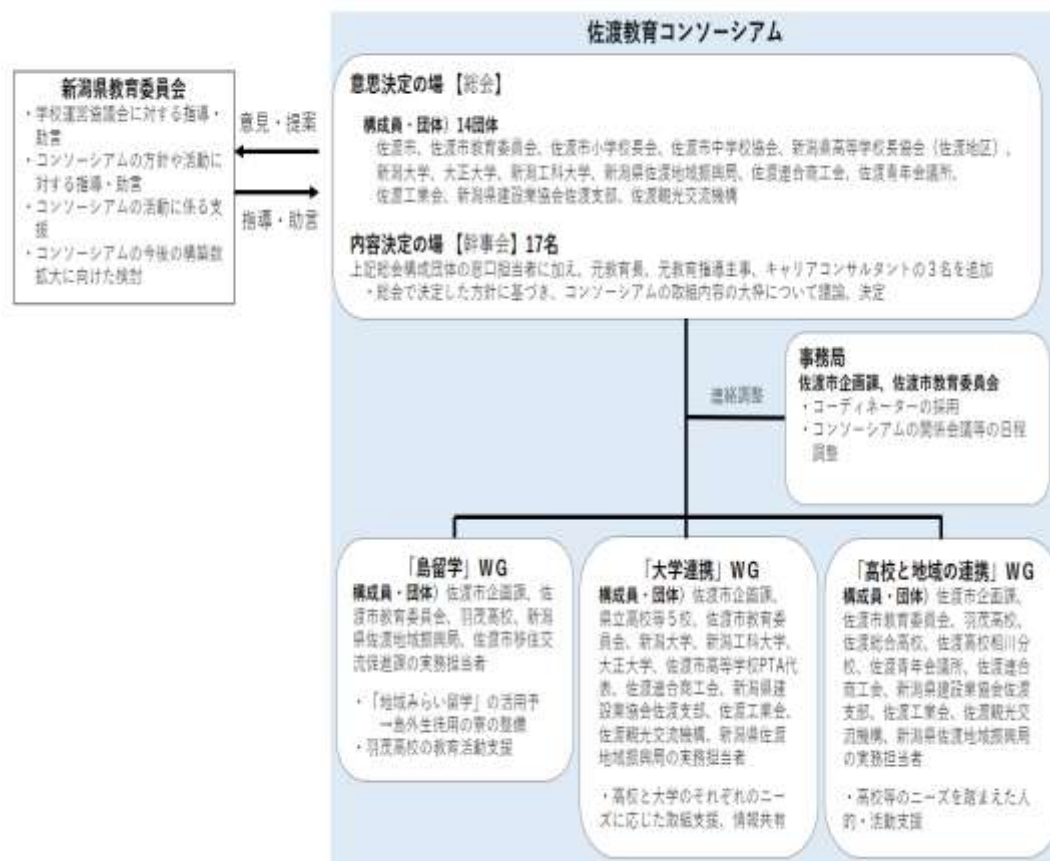 佐渡教育コンソーシアム
新潟県教育委員会
・学校運営協議会に対する指導・
助言
・コンソーシアムの方針や活動に
対する指導・助言
・コンソーシアムの活動に係る支
援
・コンソーシアムの今後の構築数
拡大に向けた検討
意見・提案
指導・助言
意思決定の場【総会】
構成員・団体）14団体
佐渡市、佐渡市教育委員会、佐渡市小学校長会、佐渡市中学校協会、新潟県高等学校長協会（佐渡地区）、
新潟大学、大正大学、新潟工科大学、新潟県佐渡地域振興局、佐渡連合商工会、佐渡青年会議所、
佐渡工業会、新潟県建設業協会佐渡支部、佐渡観光交流機構
内容決定の場【幹事会】17名
上記総会構成団体の窓口担当者に加え、元教育長、元教育指導主事、キャリアコンサルタントの３名を追加
・総会で決定した方針に基づき、コンソーシアムの取組内容の大枠について議論、決定
連絡調整
事務局
佐渡市企画課、佐渡市教育委員会
・コーディネーターの採用
・コンソーシアムの関係会議等の日程
調整
「島留学」WG
構成員・団体）佐渡市企画課、佐
渡市教育委員会、羽茂高校、新潟
県佐渡地域振興局、佐渡市移住交
流促進課の実務担当者
・「地域みらい留学」の活用予
→島外生徒用の寮の整備
・羽茂高校の教育活動支援
「大学連携」WG
構成員・団体）佐渡市企画課、
県立高校等５校、佐渡市教育委
員会、新潟大学、新潟工科大学、
大正大学、佐渡市高等学校PTA代
表、佐渡連合商工会、新潟県建
設業協会佐渡支部、佐渡工業会、
佐渡観光交流機構、新潟県佐渡
地域振興局の実務担当者
・高校と大学のそれぞれのニー
ズに応じた取組支援、情報共有
「高校と地域の連携」WG
構成員・団体）佐渡市企画課、
佐渡市教育委員会、羽茂高校、
佐渡総合高校、佐渡高校相川分
校、佐渡青年会議所、佐渡連合
商工会、新潟県建設業協会佐渡
支部、佐渡工業会、佐渡観光交
流機構、新潟県佐渡地域振興局
の実務担当者
・高校等のニーズを踏まえた人
的・活動支援